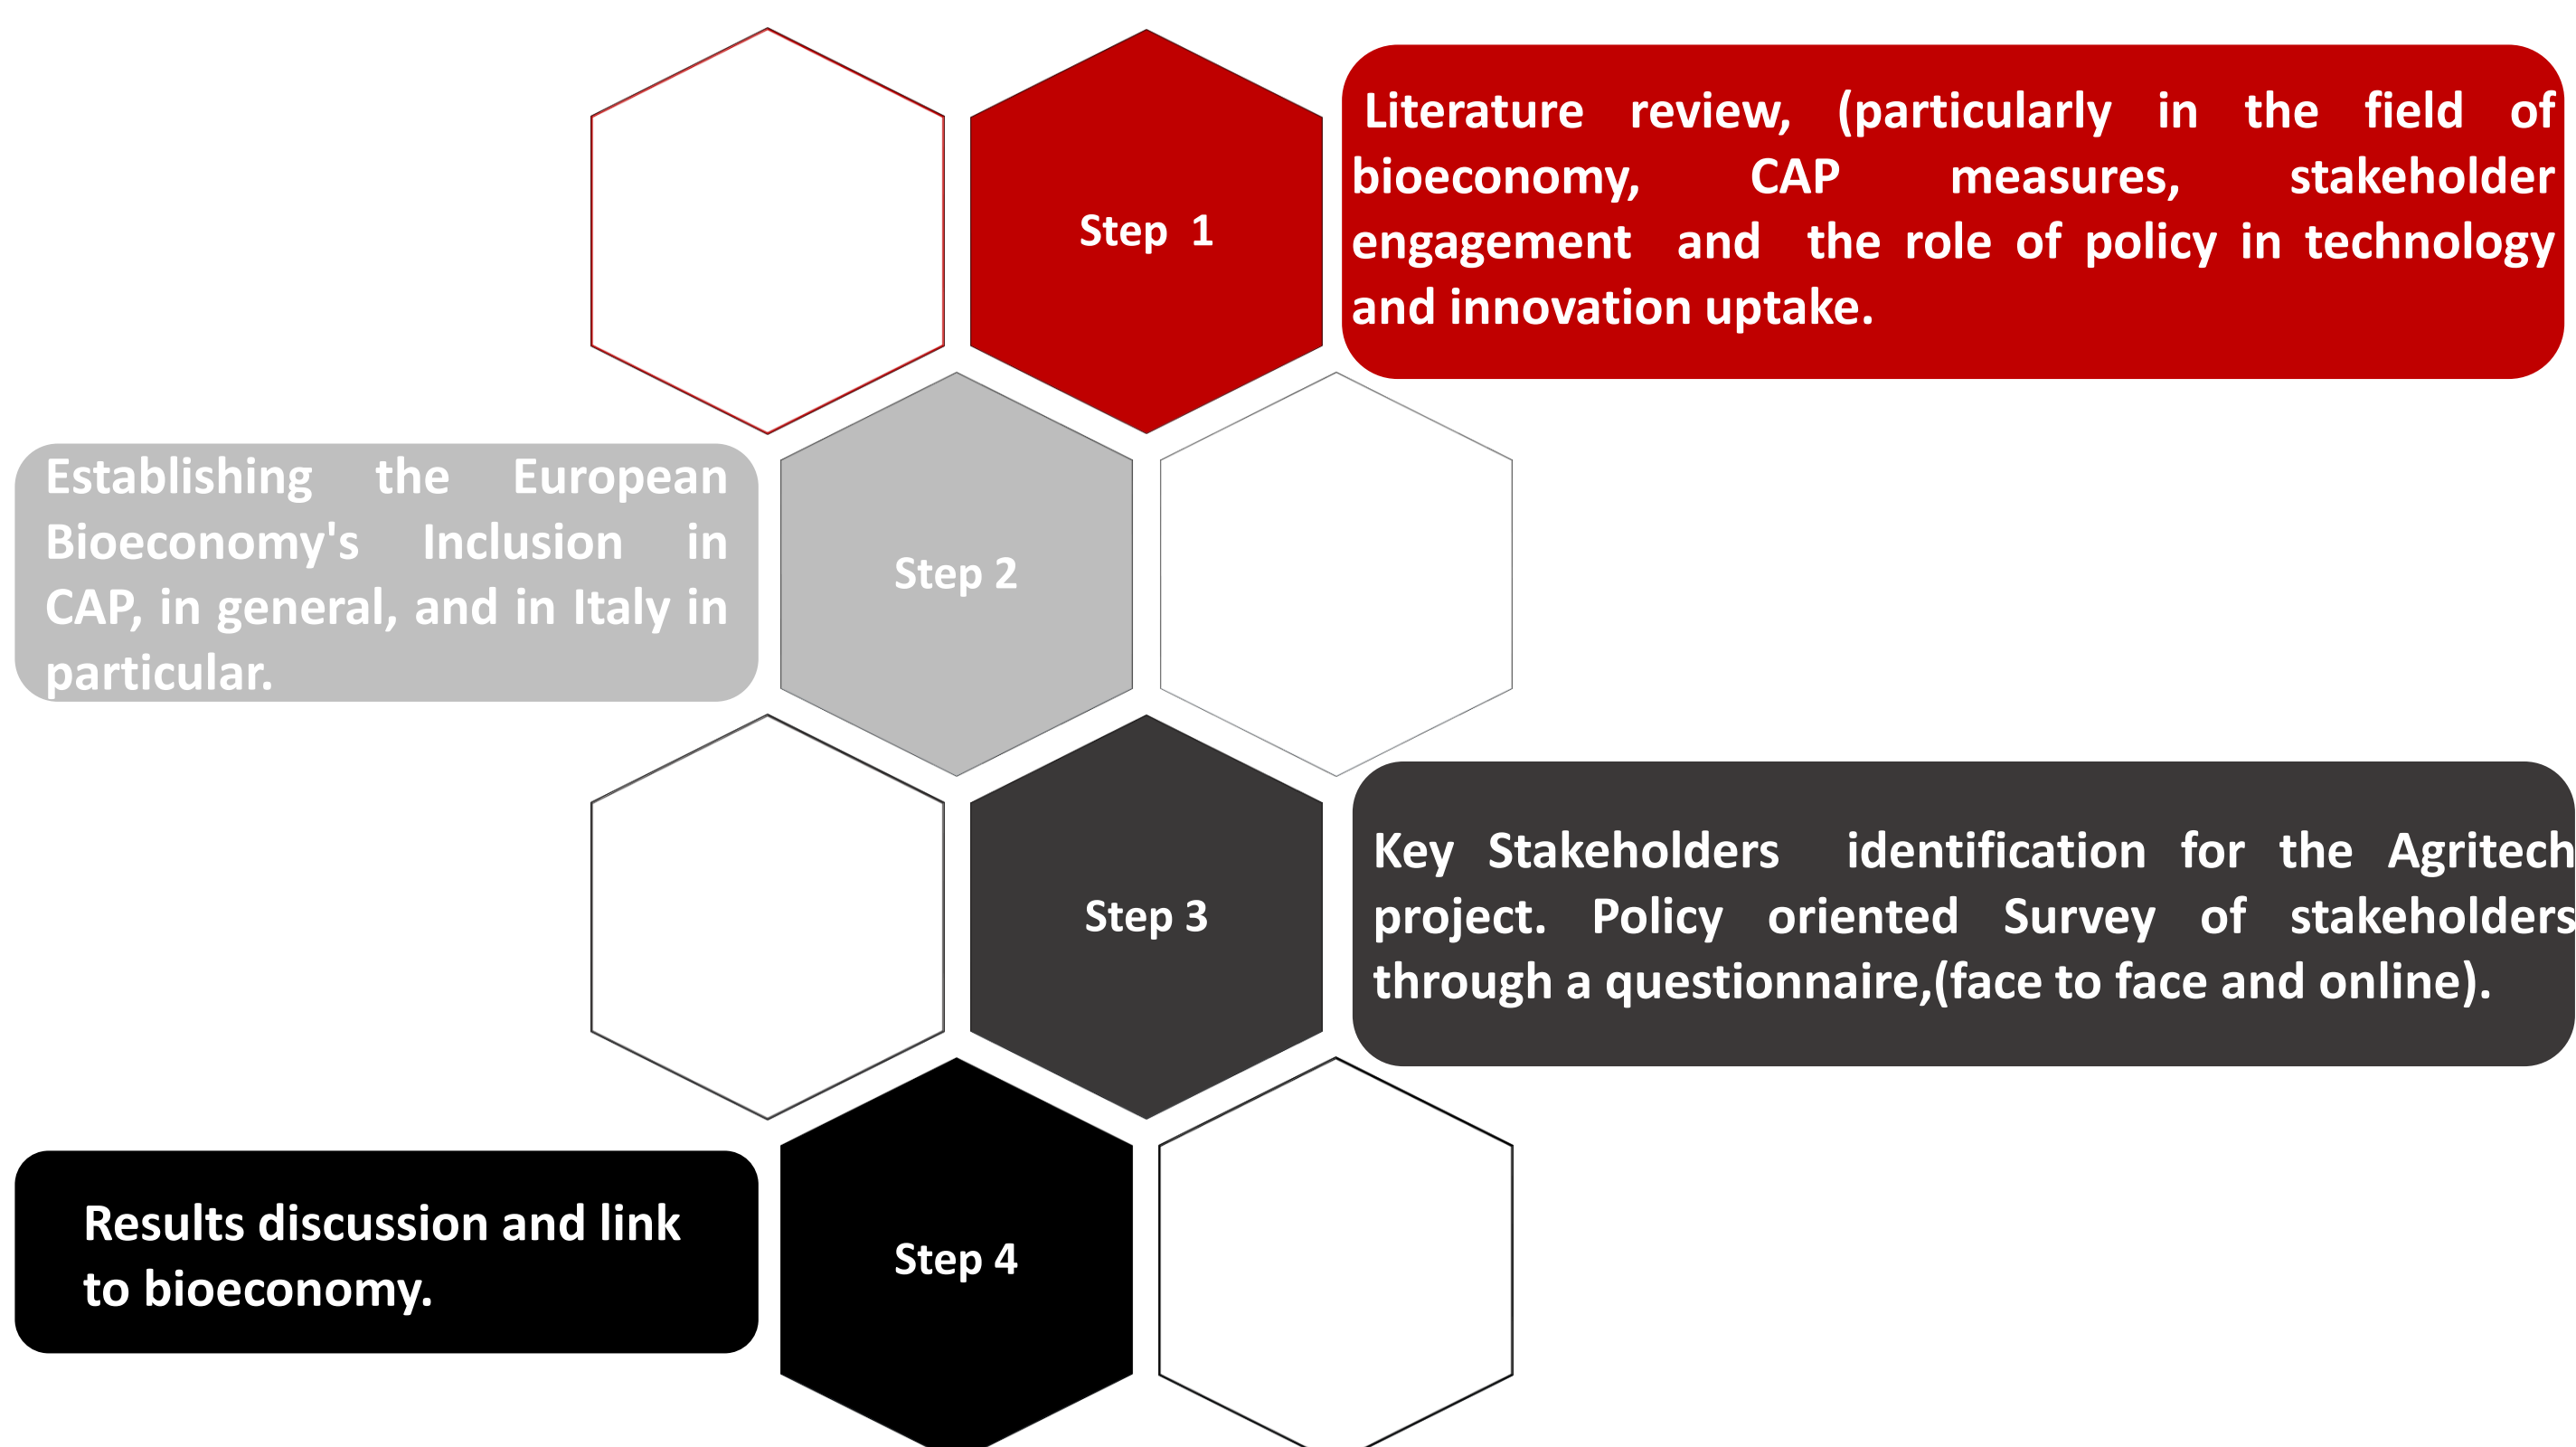 Step 1
Literature review, (particularly in the field of
bioeconomy, CAP measures, stakeholder
engagement and the role of policy in technology
and innovation uptake.
Establishing the European
Bioeconomy's Inclusion in
CAP, in general, and in Italy in
particular.
Step 2
Step 3
Key Stakeholders identification for the Agritech
project. Policy oriented Survey of stakeholders
through a questionnaire,(face to face and online).
Results discussion and link
to bioeconomy.
Step 4